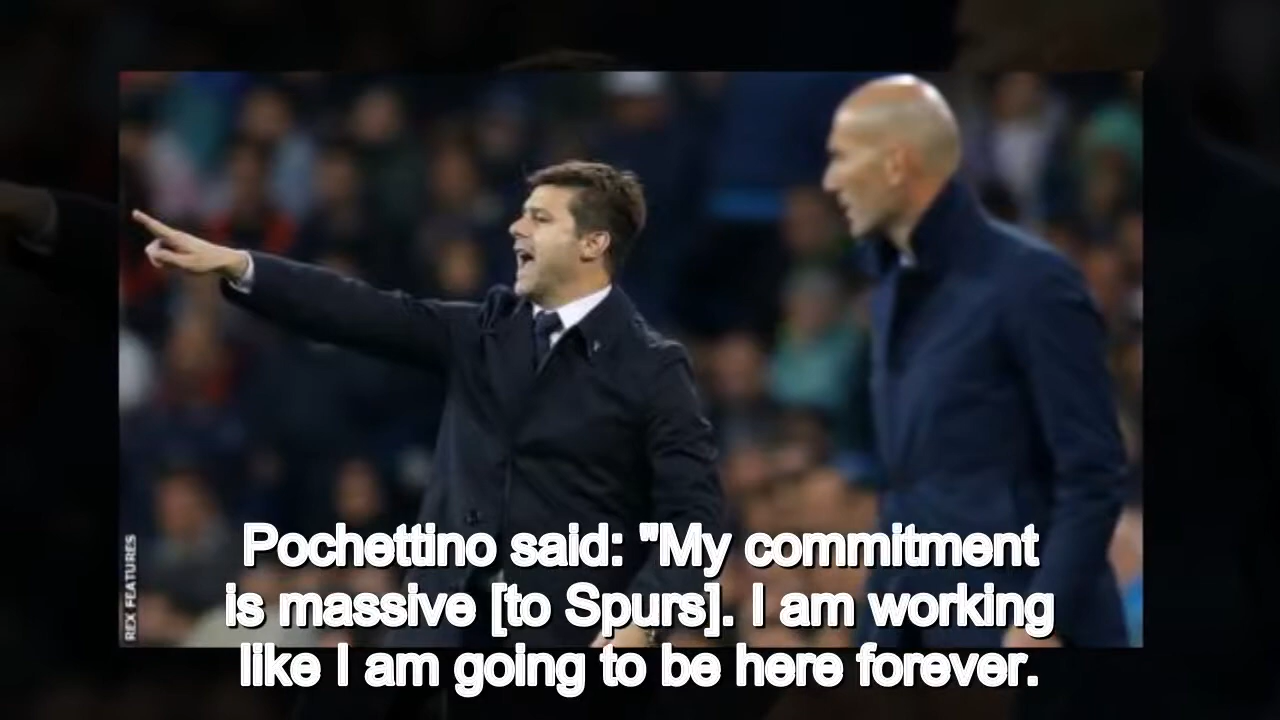 REX FEATURES
Pochettino said: "My commitment
is massive [to Spurs]. I am working
like I am going to be here forever.